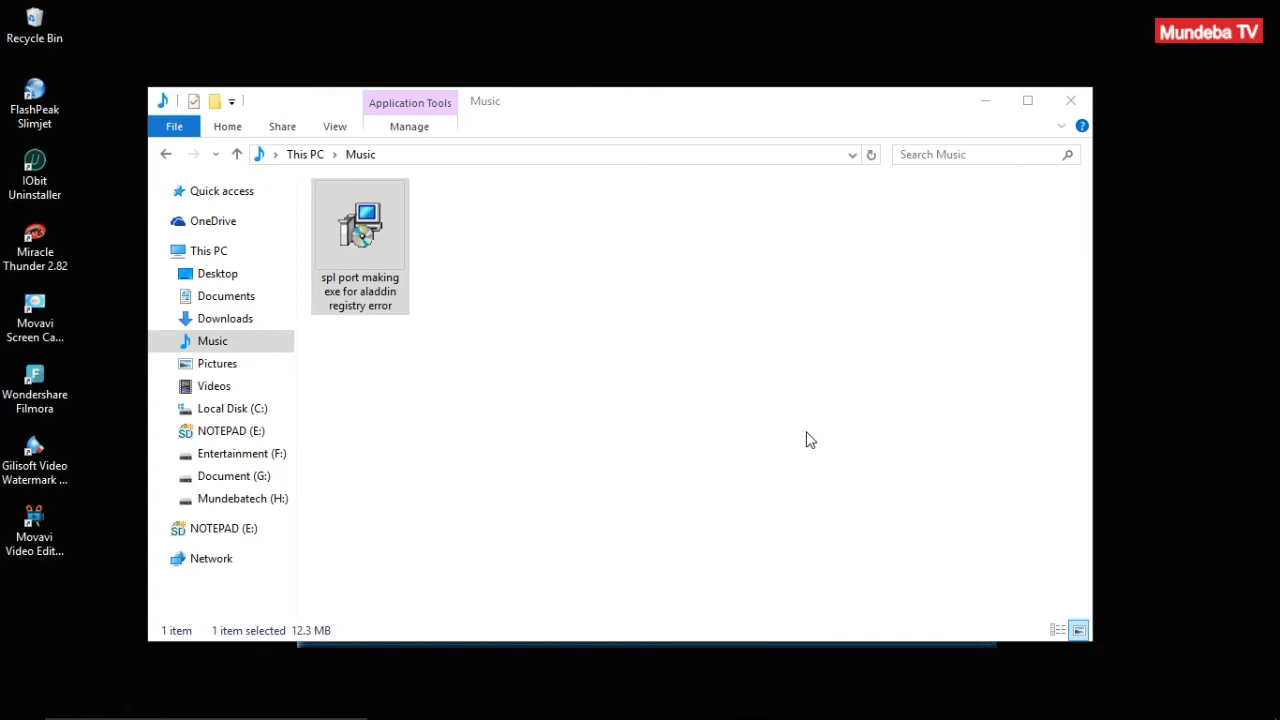 Recycle Bin
FlashPeak
Slimjet
IObit
Uninstaller
Miracle
Thunder 2.82
Movavi
Screen Ca...
Wondershare
Filmora
Gilisoft Video
Watermark ...
Movavi
Video Edit...
Mundeba TV
Application Tools
Music
File
Home
Share
View
Manage
This PC
Music
Search Music
Quick access
OneDrive
This PC
Desktop
Documents
Downloads
Music
Pictures
Videos
Local Disk (C:)
NOTEPAD (E:)
Entertainment (F:)
Document (G:)
Mundebatech (H:)
NOTEPAD (E:)
Network
spl port making
exe for aladdin
registry error
1 item
1 item selected 12.3 MB